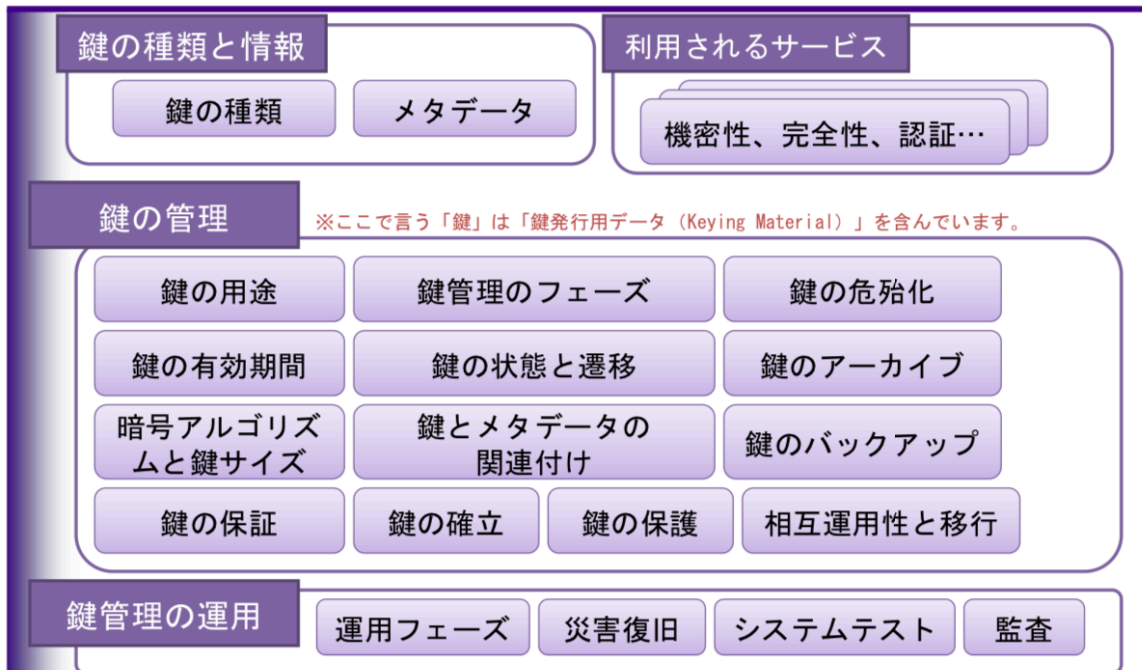 鍵の種類と情報
鍵の種類
メタデータ
利用されるサービス
機密性、完全性、認証…
鍵の管理
※ここで言う「鍵」は「鍵発行用データ（Keying Material）」を含んでいます。
鍵の用途
鍵管理のフェーズ
鍵の危殆化
鍵の有効期間
鍵の状態と遷移
鍵のアーカイブ
暗号アルゴリズ
ムと鍵サイズ
鍵とメタデータの
関連付け
鍵のバックアップ
鍵の保証
鍵の確立
鍵の保護
相互運用性と移行
鍵管理の運用
運用フェーズ
災害復旧
システムテスト
監査